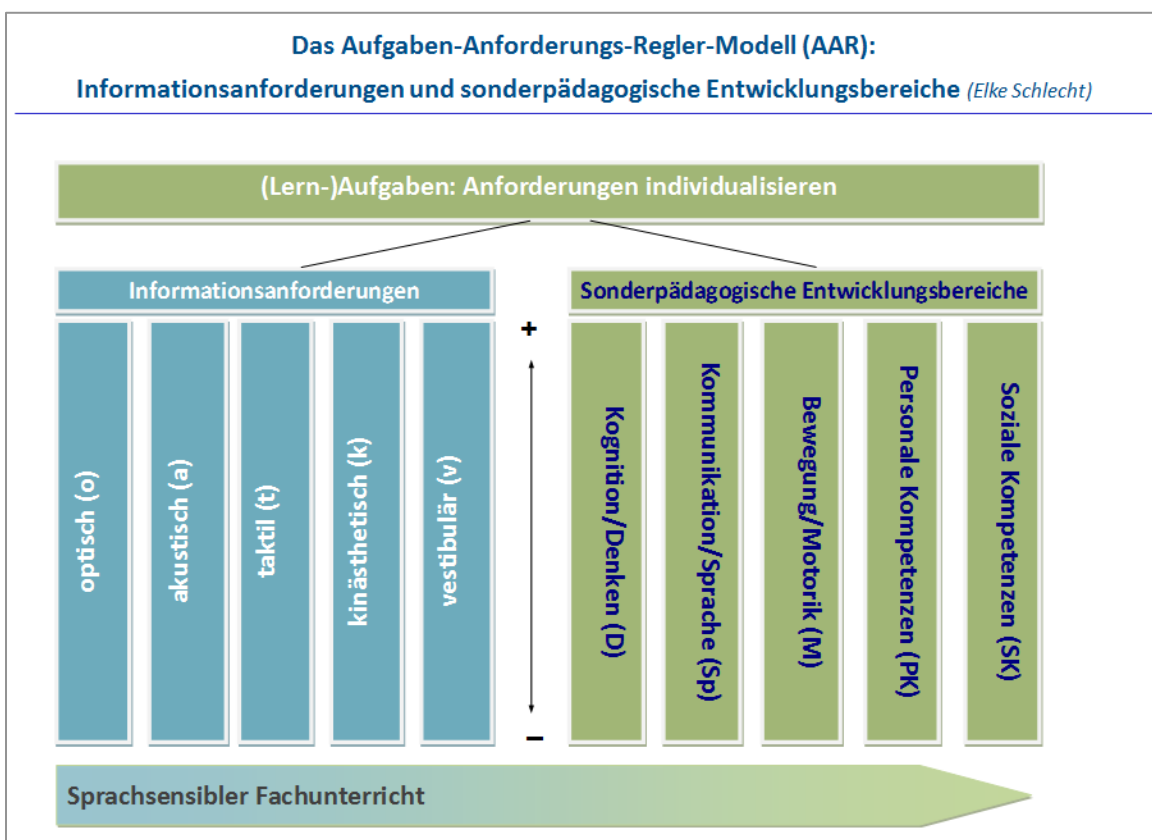 Das Aufgaben-Anforderungs-Regler-Modell (AAR):
Informationsanforderungen und sonderpädagogische Entwicklungsbereiche (Elke Schlecht)
(Lern-)Aufgaben: Anforderungen individualisieren
Informationsanforderungen
optisch (o)
akustisch (a)
taktil (t)
kinästhetisch (k)
vestibulär (v)
+
–
Sonderpädagogische Entwicklungsbereiche
Kognition/Denken (D)
Kommunikation/Sprache (Sp)
Bewegung/Motorik (M)
Personale Kompetenzen (PK)
Soziale Kompetenzen (SK)
Sprachsensibler Fachunterricht